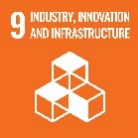 9 INDUSTRY, INNOVATION
AND INFRASTRUCTURE